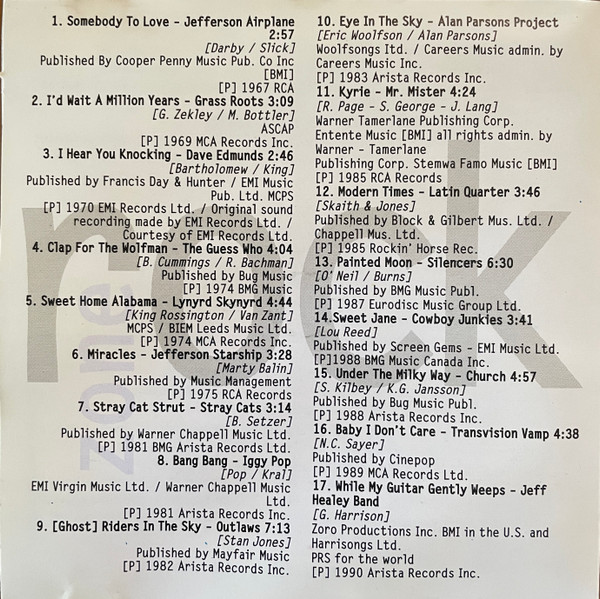 1. Somebody To Love - Jefferson Airplane
2:57
[Darby / Slick]
Published By Cooper Penny Music Pub. Co Inc
[BMI]
[P] 1967 RCA
2. I'd Wait A Million Years - Grass Roots 3:09
[G. Zekley / M. Bottler]
ASCAP
[P] 1969 MCA Records Inc.
3. I Hear You Knocking - Dave Edmunds 2:46
[Bartholomew / King]
Published by Francis Day & Hunter / EMI Music
Pub. Ltd. MCPS
[P] 1970 EMI Records Ltd. / Original sound
recording made by EMI Records Ltd. /
Courtesy of EMI Records Ltd.
4. Clap For The Wolfman - The Guess Who 4:04
[B. Cummings / R. Bachman]
Published by Bug Music
[P] 1974 BMG Music
5. Sweet Home Alabama - Lynyrd Skynyrd 4:44
[King Rossington / Van Zant]
MCPS / BIEM Leeds Music Ltd.
[P] 1974 MCA Records Inc.
6. Miracles - Jefferson Starship 3:28
[Marty Balin]
Published by Music Management
[P] 1975 RCA Records
7. Stray Cat Strut - Stray Cats 3:14
[B. Setzer]
Published by Warner Chappell Music Ltd.
[P] 1981 BMG Arista Records Ltd.
8. Bang Bang - Iggy Pop
[Pop / Kral]
EMI Virgin Music Ltd. / Warner Chappell Music
Ltd.
[P] 1981 Arista Records Inc.
9. [Ghost] Riders In The Sky - Outlaws 7:13
[Stan Jones]
Published by Mayfair Music
[P] 1982 Arista Records Inc.
10. Eye In The Sky - Alan Parsons Project
[Eric Woolfson / Alan Parsons]
Woolfsongs ltd. / Careers Music admin. by
Careers Music Inc.
[P] 1983 Arista Records Inc.
11. Kyrie - Mr. Mister 4:24
[R. Page - S. George - J. Lang]
Warner Tamerlane Publishing Corp.
Entente Music [BMI] all rights admin. by
Warner - Tamerlane
Publishing Corp. Stemwa Famo Music [BMI]
[P] 1985 RCA Records
12. Modern Times - Latin Quarter 3:46
[Skaith & Jones]
Published by Block & Gilbert Mus. Ltd. /
Chappell Mus. Ltd.
[P] 1985 Rockin' Horse Rec.
13. Painted Moon - Silencers 6:30
[O'Neil / Burns]
Published by BMG Music Publ.
[P] 1987 Eurodisc Music Group Ltd.
14.Sweet Jane - Cowboy Junkies 3:41
[Lou Reed]
Published by Screen Gems - EMI Music Ltd.
[P]1988 BMG Music Canada Inc.
15. Under The Milky Way - Church 4:57
[S. Kilbey / K.G. Jansson]
Published by Bug Music Publ.
[P] 1988 Arista Inc.
16. Baby I Don't Care - Transvision Vamp 4:38
[N.C. Sayer]
Published by Cinepop
[P] 1989 MCA Records Ltd.
17. While My Guitar Gently Weeps - Jeff
Healey Band
[G. Harrison]
Zoro Productions Inc. BMI in the U.S. and
Harrisongs Ltd.
PRS for the world
[P] 1990 Arista Records Inc.
rock
zone